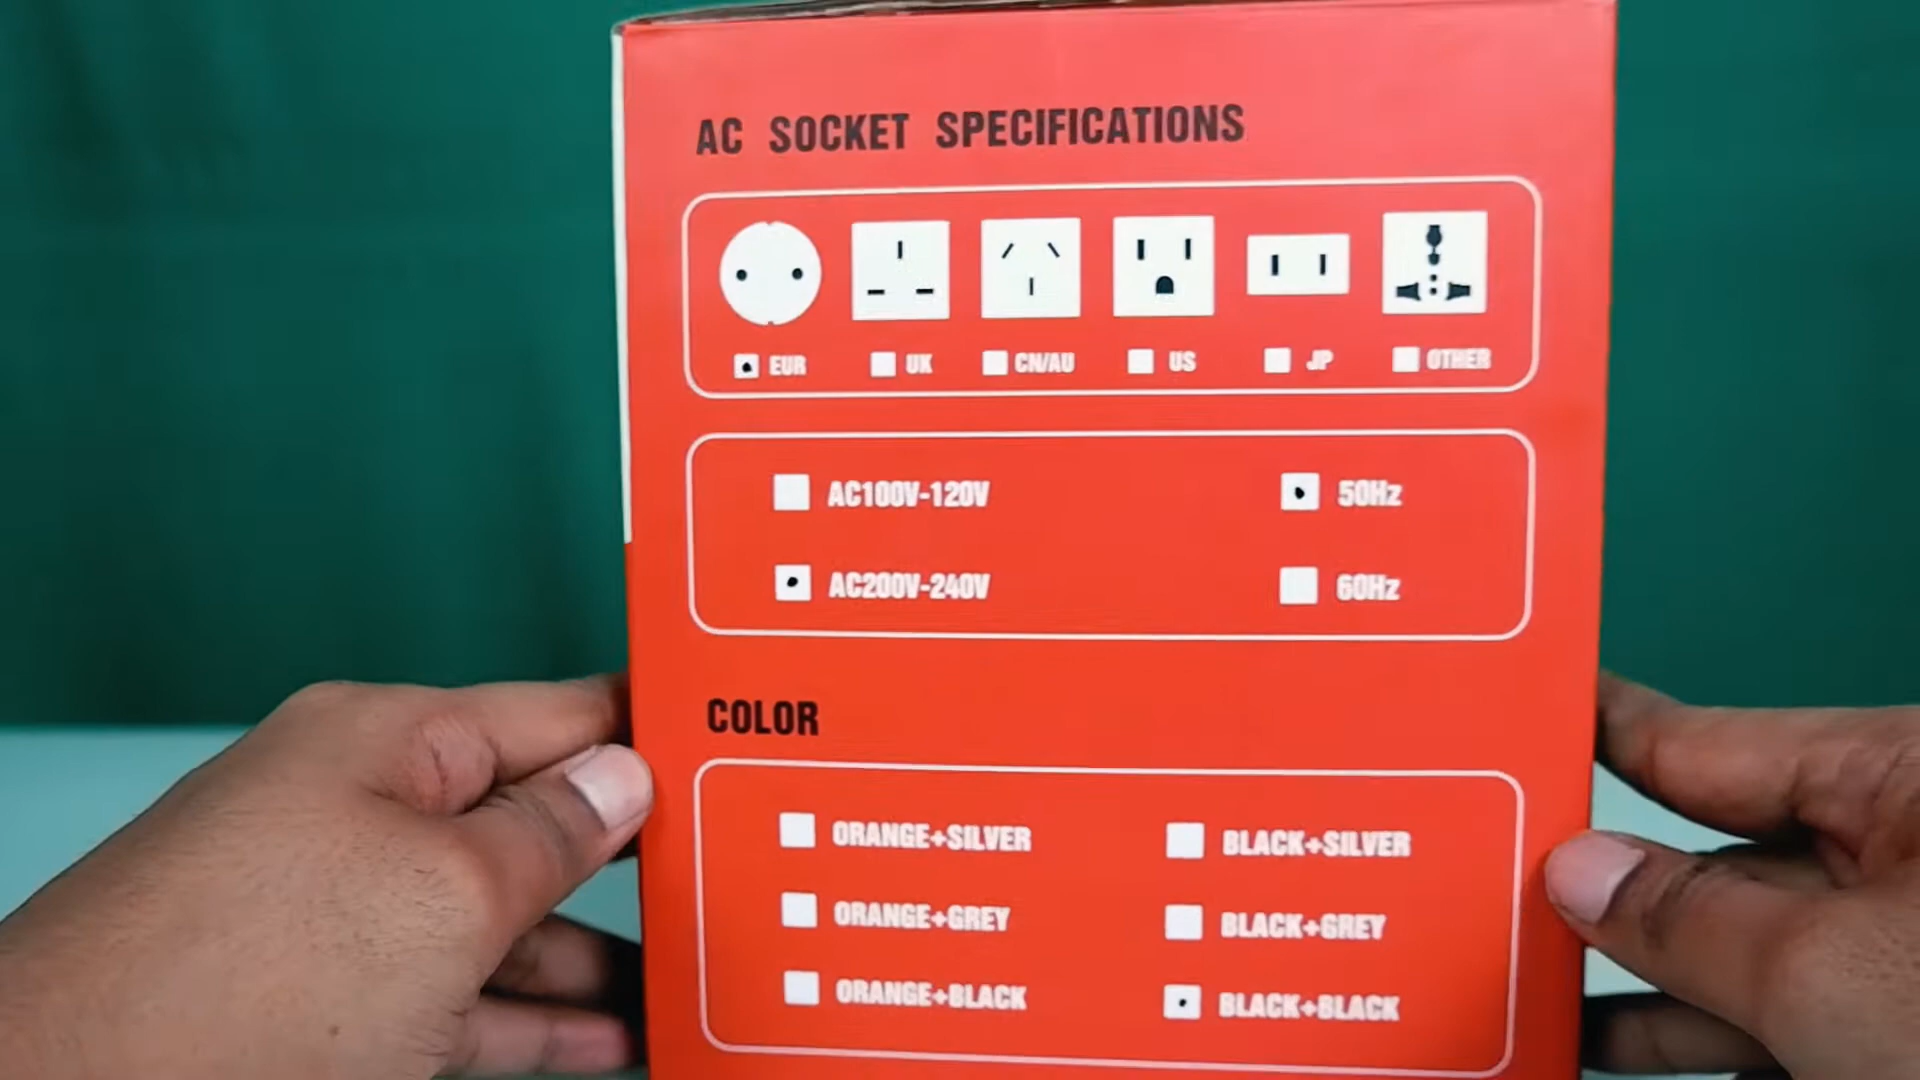 AC SOCKET SPECIFICATIONS
EUR UK CN/AU US JP OTHER
AC100V-120V 50Hz
AC200V-240V 60Hz
COLOR
ORANGE+SILVER BLACK+SILVER
ORANGE+GREY BLACK+GREY
ORANGE+BLACK BLACK+BLACK